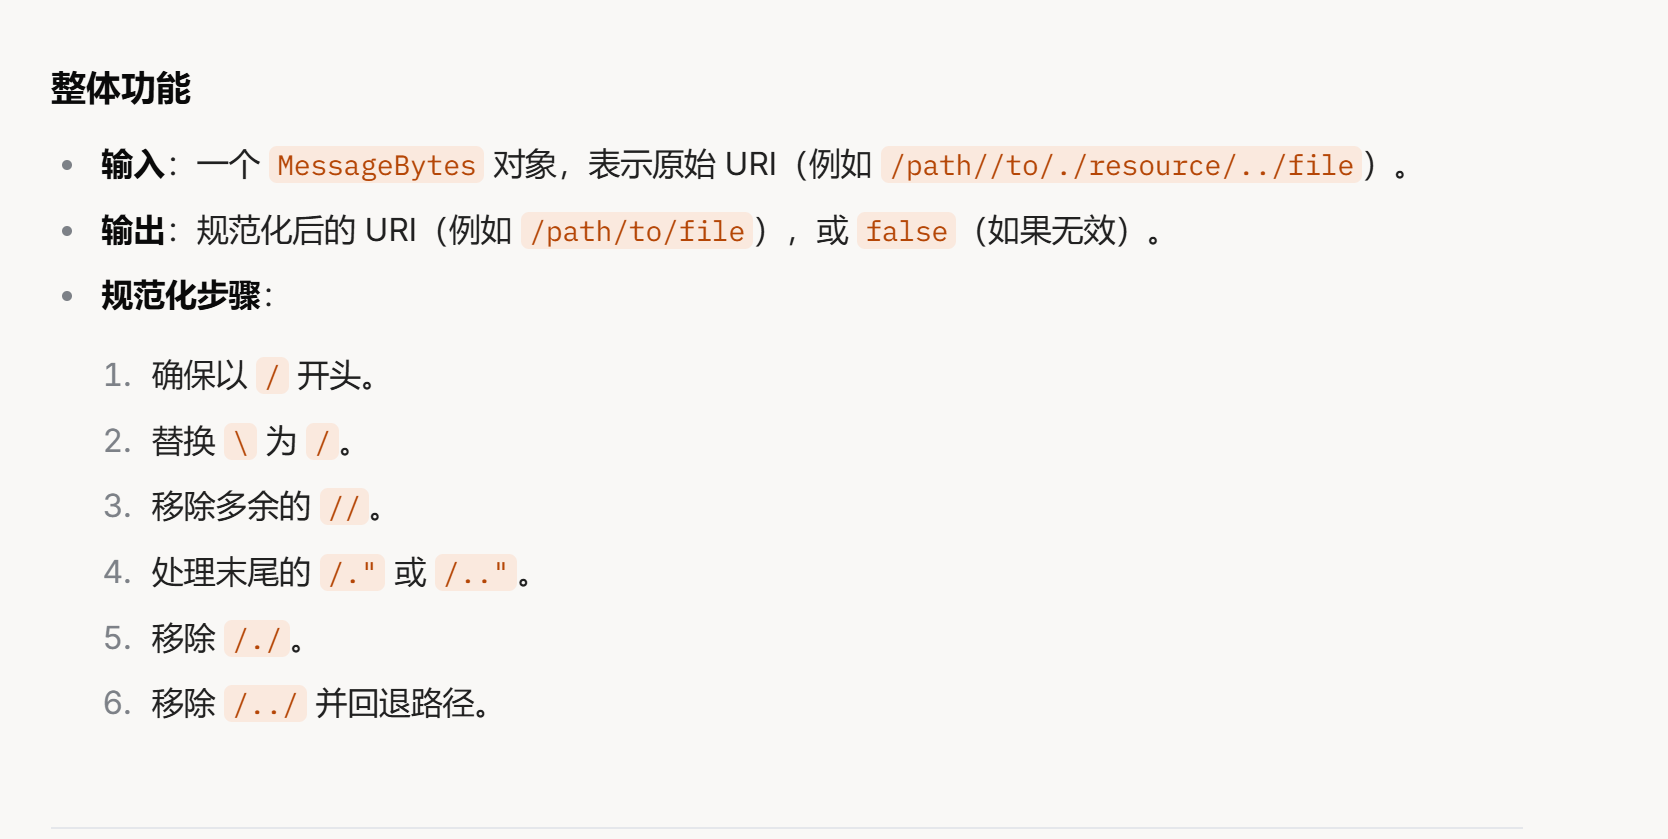 整体功能
• 输入：一个 MessageBytes 对象，表示原始 URI（例如 /path//to/./resource/../file）。
• 输出：规范化后的 URI（例如 /path/to/file），或 false（如果无效）。
• 规范化步骤：
1. 确保以 / 开头。
2. 替换 \ 为 /。
3. 移除多余的 //。
4. 处理末尾的 /." 或 /.."。
5. 移除 /./。
6. 移除 /../ 并回退路径。